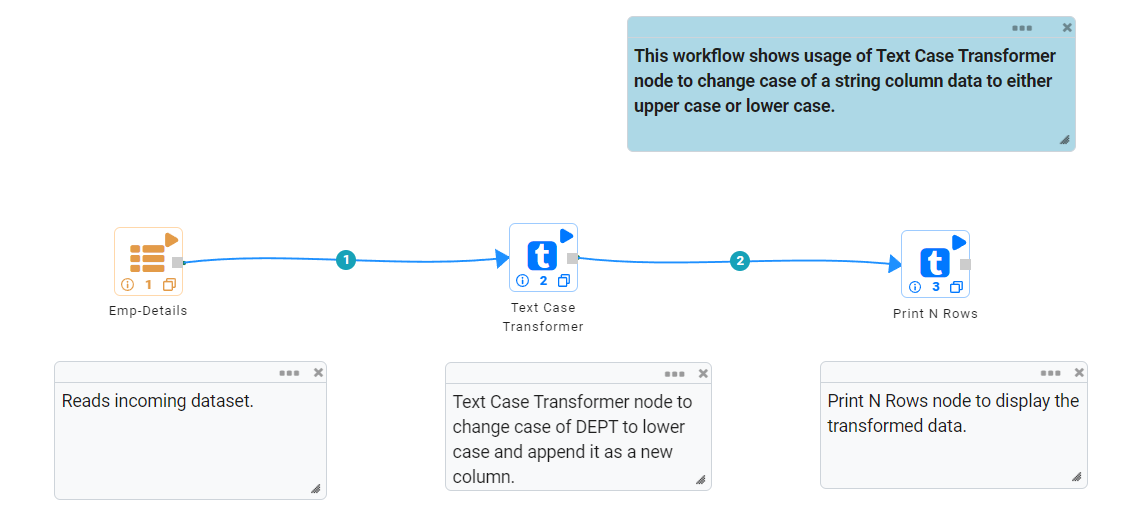 This workflow shows usage of Text Case Transformer
node to change case of a string column data to either
upper case or lower case.
1
2
1
2
3
Emp-Details
Text Case
Transformer
Print N Rows
Reads incoming dataset.
Text Case Transformer node to
change case of DEPT to lower
case and append it as a new
column.
Print N Rows node to display the
transformed data.